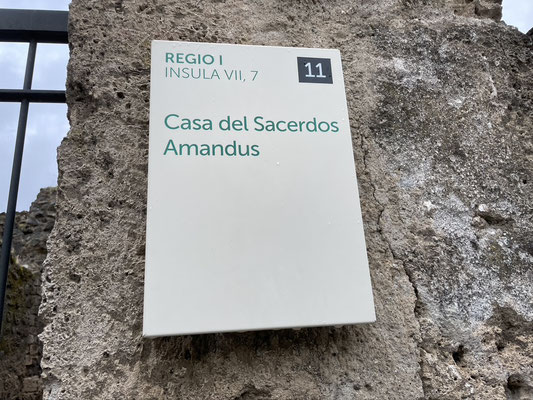 REGIO I
INSULA VII, 7
11
Casa del Sacerdos
Amandus